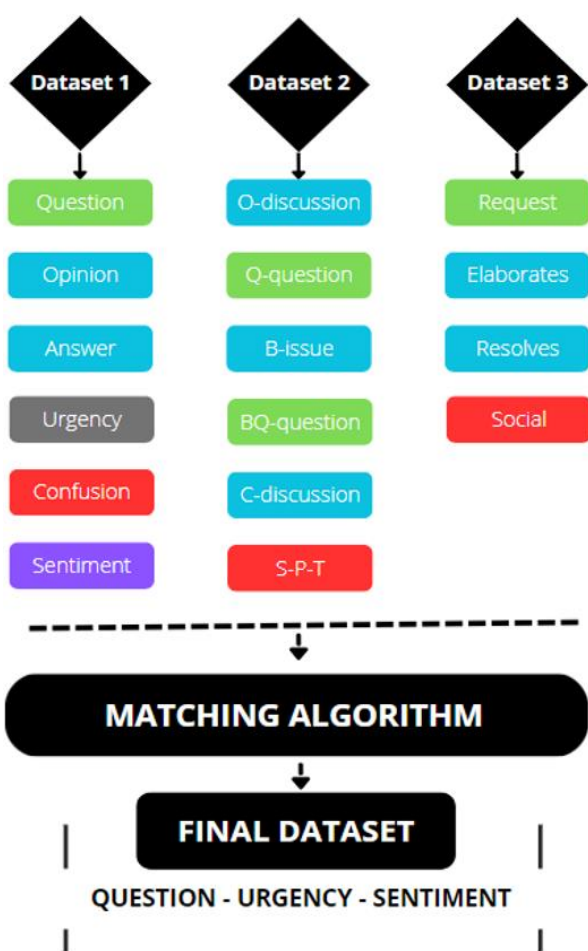 Dataset 1
Dataset 2
Dataset 3
Question
O-discussion
Request
Opinion
Q-question
Elaborates
Answer
B-issue
Resolves
Urgency
BQ-question
Social
Confusion
C-discussion
Sentiment
S-P-T
MATCHING ALGORITHM
FINAL DATASET
QUESTION - URGENCY - SENTIMENT